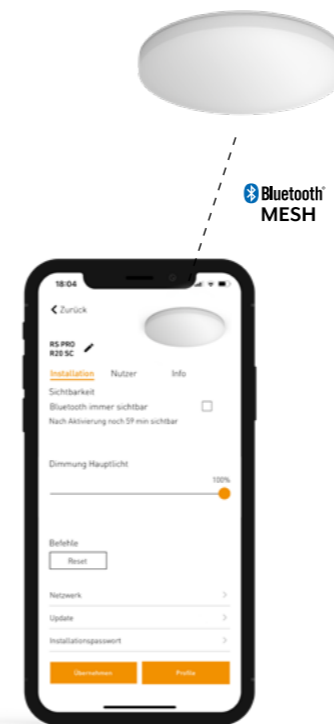 Bluetooth®
MESH
18:04
Zurück
RS PRO
R20 SC
Installation Nutzer Info
Sichtbarkeit
Bluetooth immer sichtbar
Nach Aktivierung noch 59 min sichtbar
Dimmung Hauptlicht
100%
Befehle
Reset
Netzwerk
Update
Installationspasswort
Übernehmen Profile